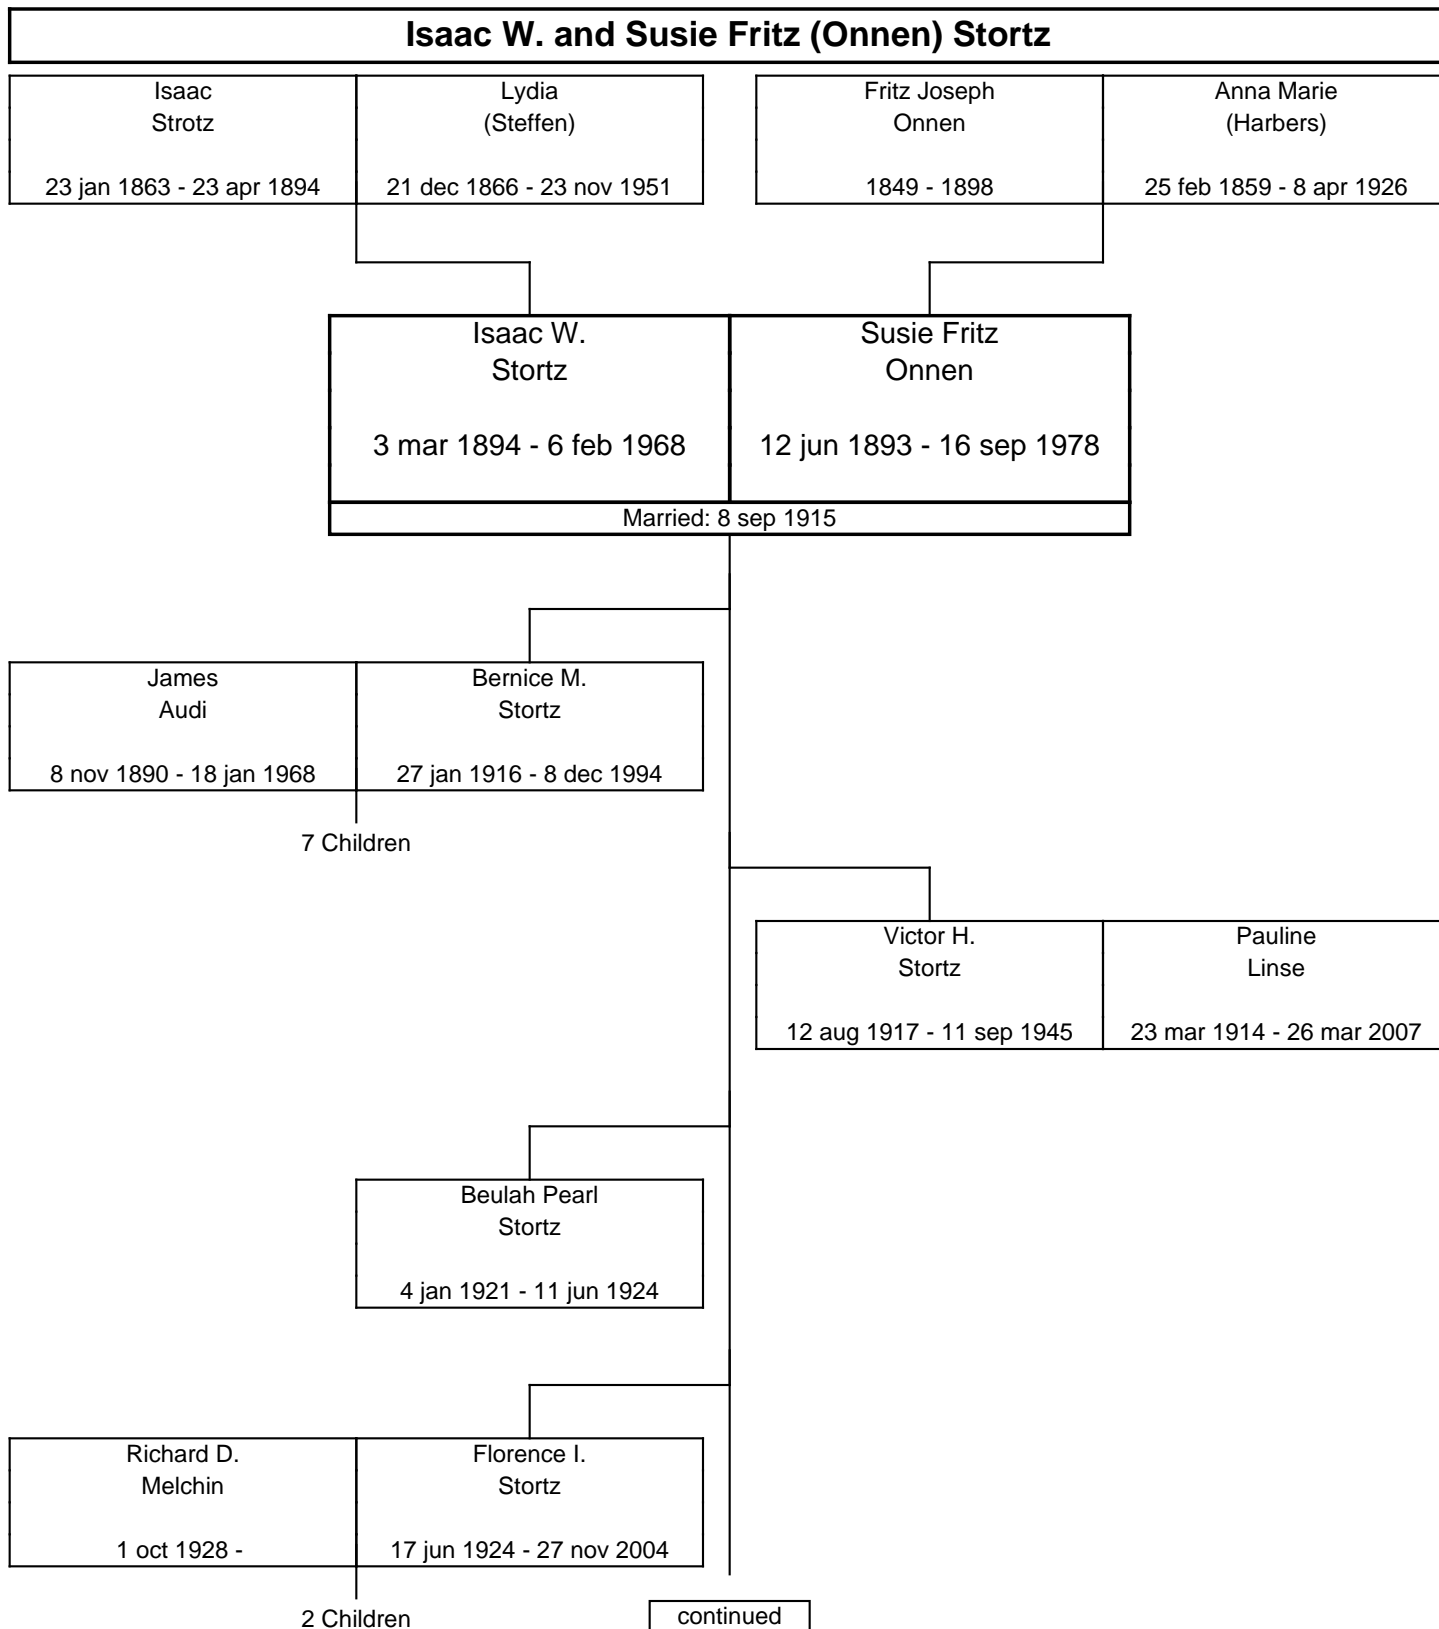 Isaac W. and Susie Fritz (Onnen) Stortz
Isaac
Strotz
23 jan 1863 - 23 apr 1894
Lydia
(Steffen)
21 dec 1866 - 23 nov 1951
Fritz Joseph
Onnen
1849 - 1898
Anna Marie
(Harbers)
25 feb 1859 - 8 apr 1926
Isaac W.
Stortz
3 mar 1894 - 6 feb 1968
Susie Fritz
Onnen
12 jun 1893 - 16 sep 1978
Married: 8 sep 1915
James
Audi
8 nov 1890 - 18 jan 1968
Bernice M.
Stortz
27 jan 1916 - 8 dec 1994
7 Children
Victor H.
Stortz
12 aug 1917 - 11 sep 1945
Pauline
Linse
23 mar 1914 - 26 mar 2007
Beulah Pearl
Stortz
4 jan 1921 - 11 jun 1924
Richard D.
Melchin
1 oct 1928 -
Florence I.
Stortz
17 jun 1924 - 27 nov 2004
2 Children
continued